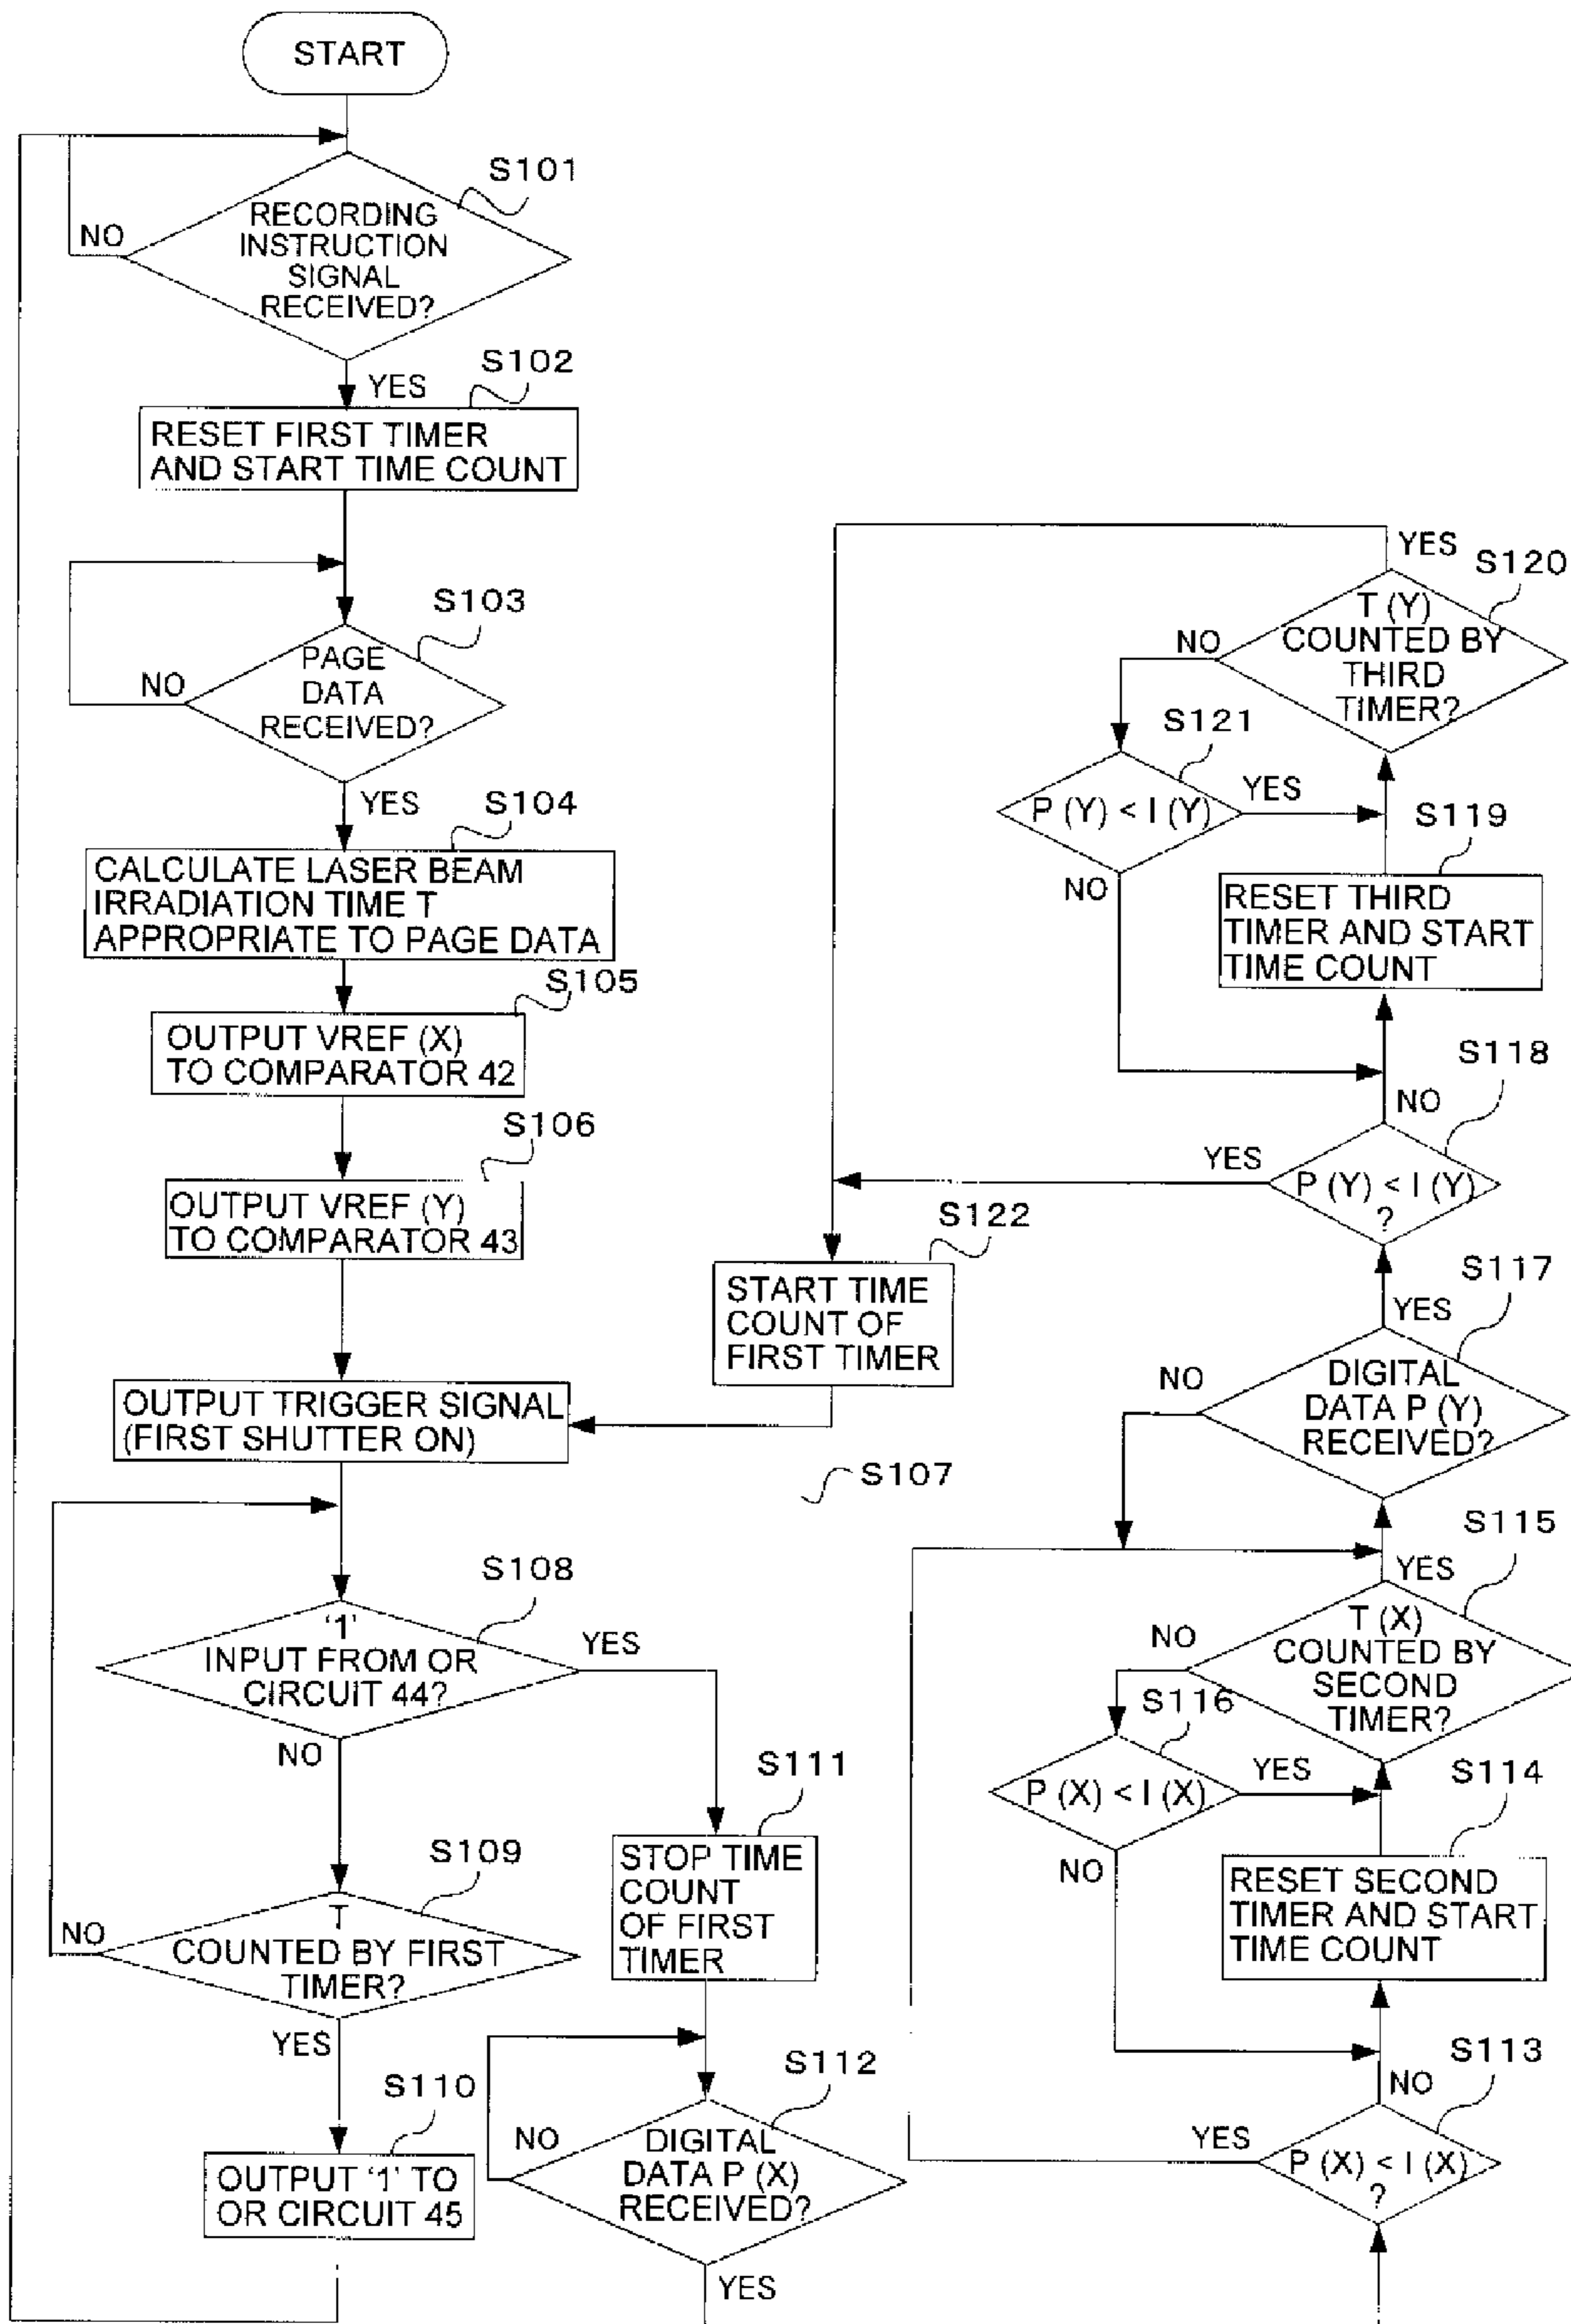 START
S101
RECORDING
INSTRUCTION
SIGNAL
RECEIVED?
NO
YES
S102
RESET FIRST TIMER
AND START TIME COUNT
S103
PAGE
DATA
RECEIVED?
NO
YES
S104
CALCULATE LASER BEAM
IRRADIATION TIME T
APPROPRIATE TO PAGE DATA
S105
OUTPUT VREF (X)
TO COMPARATOR 42
S106
OUTPUT VREF (Y)
TO COMPARATOR 43
OUTPUT TRIGGER SIGNAL
(FIRST SHUTTER ON)
S107
S108
'1'
INPUT FROM OR
CIRCUIT 44?
YES
NO
S109
T
COUNTED BY FIRST
TIMER?
NO
YES
S110
OUTPUT '1' TO
OR CIRCUIT 45
S111
STOP TIME
COUNT
OF FIRST
TIMER
S112
DIGITAL
DATA P (X)
RECEIVED?
NO
YES
S113
P (X) < I (X)
?
YES
NO
S114
RESET SECOND
TIMER AND START
TIME COUNT
S115
T (X)
COUNTED BY
SECOND
TIMER?
NO
YES
S116
P (X) < I (X)
YES
NO
S117
DIGITAL
DATA P (Y)
RECEIVED?
NO
YES
S118
P (Y) < I (Y)
?
YES
NO
S119
RESET THIRD
TIMER AND START
TIME COUNT
S120
T (Y)
COUNTED BY
THIRD
TIMER?
NO
YES
S121
P (Y) < I (Y)
YES
NO
S122
START TIME
COUNT OF
FIRST TIMER